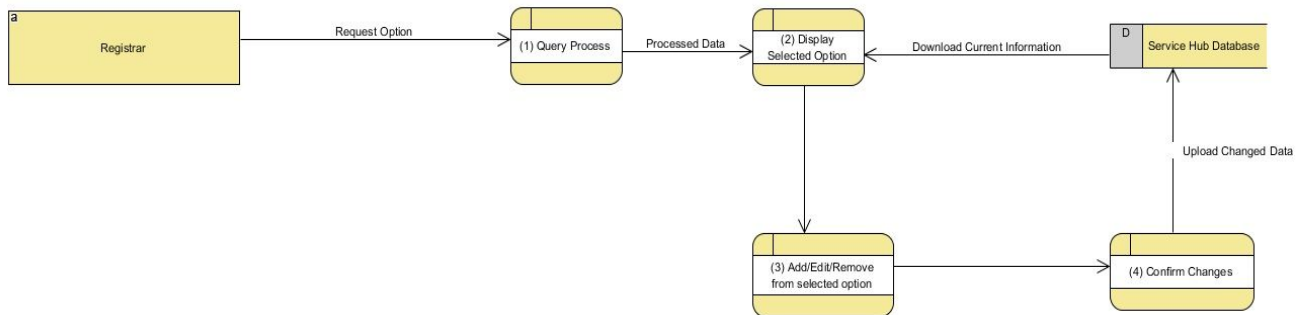 a
Registrar
Request Option
(1) Query Process
Processed Data
(2) Display
Selected Option
Download Current Information
D
Service Hub Database
Upload Changed Data
(3) Add/Edit/Remove
from selected option
(4) Confirm Changes